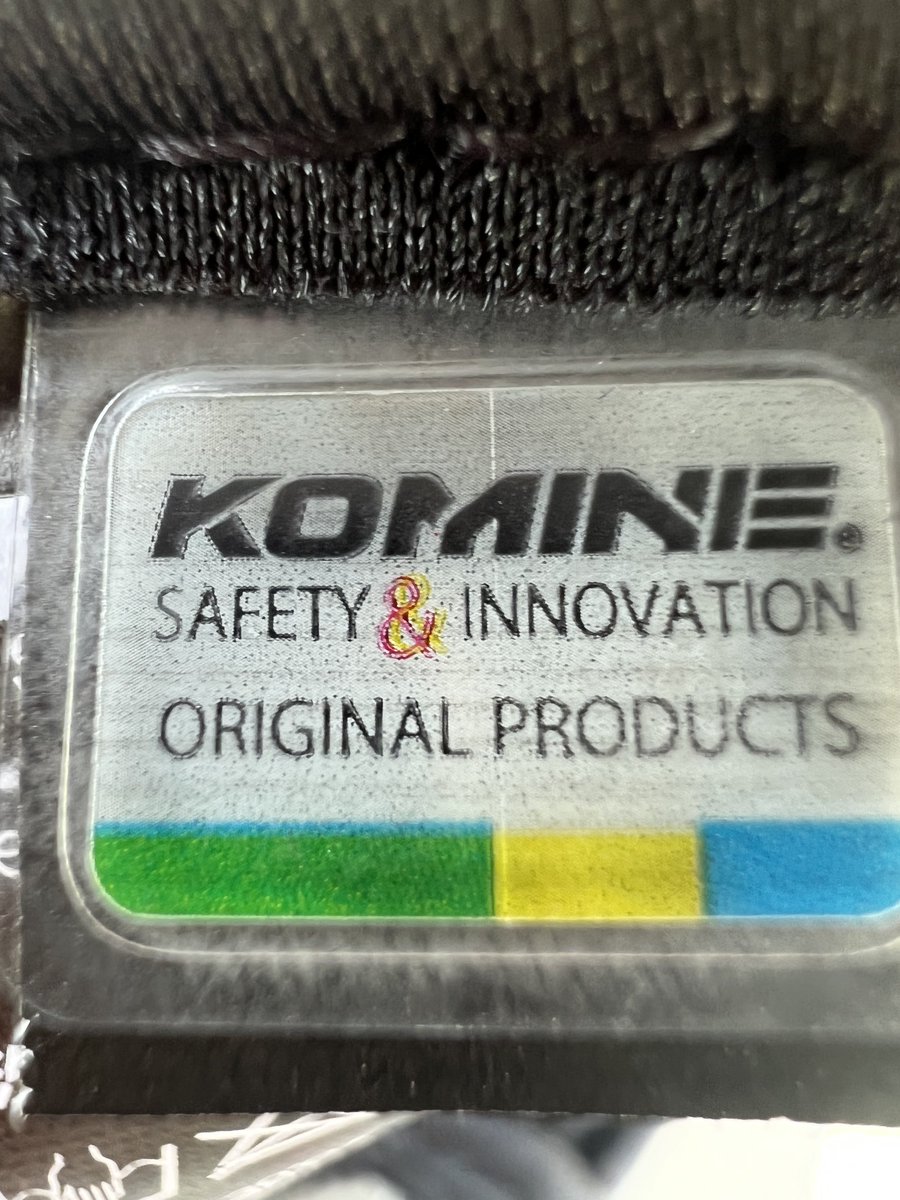 KOMINE®
SAFETY & INNOVATION
ORIGINAL PRODUCTS